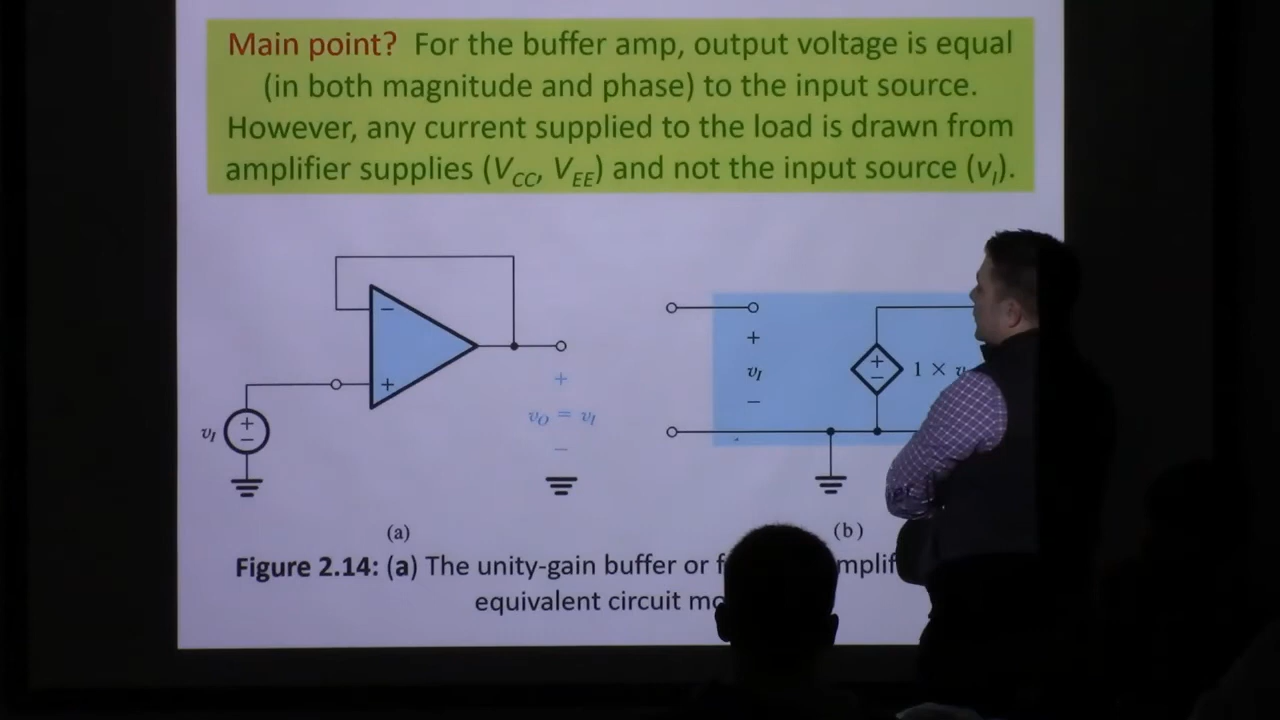 Main point? For the buffer amp, output voltage is equal
(in both magnitude and phase) to the input source.
However, any current supplied to the load is drawn from
amplifier supplies (VCC, VEE) and not the input source (vI).
−
+
+
vO = vI
−
vI
+
−
+
vI
−
+
−
1 × v
(a)
(b)
Figure 2.14: (a) The unity-gain buffer or
equivalent circuit